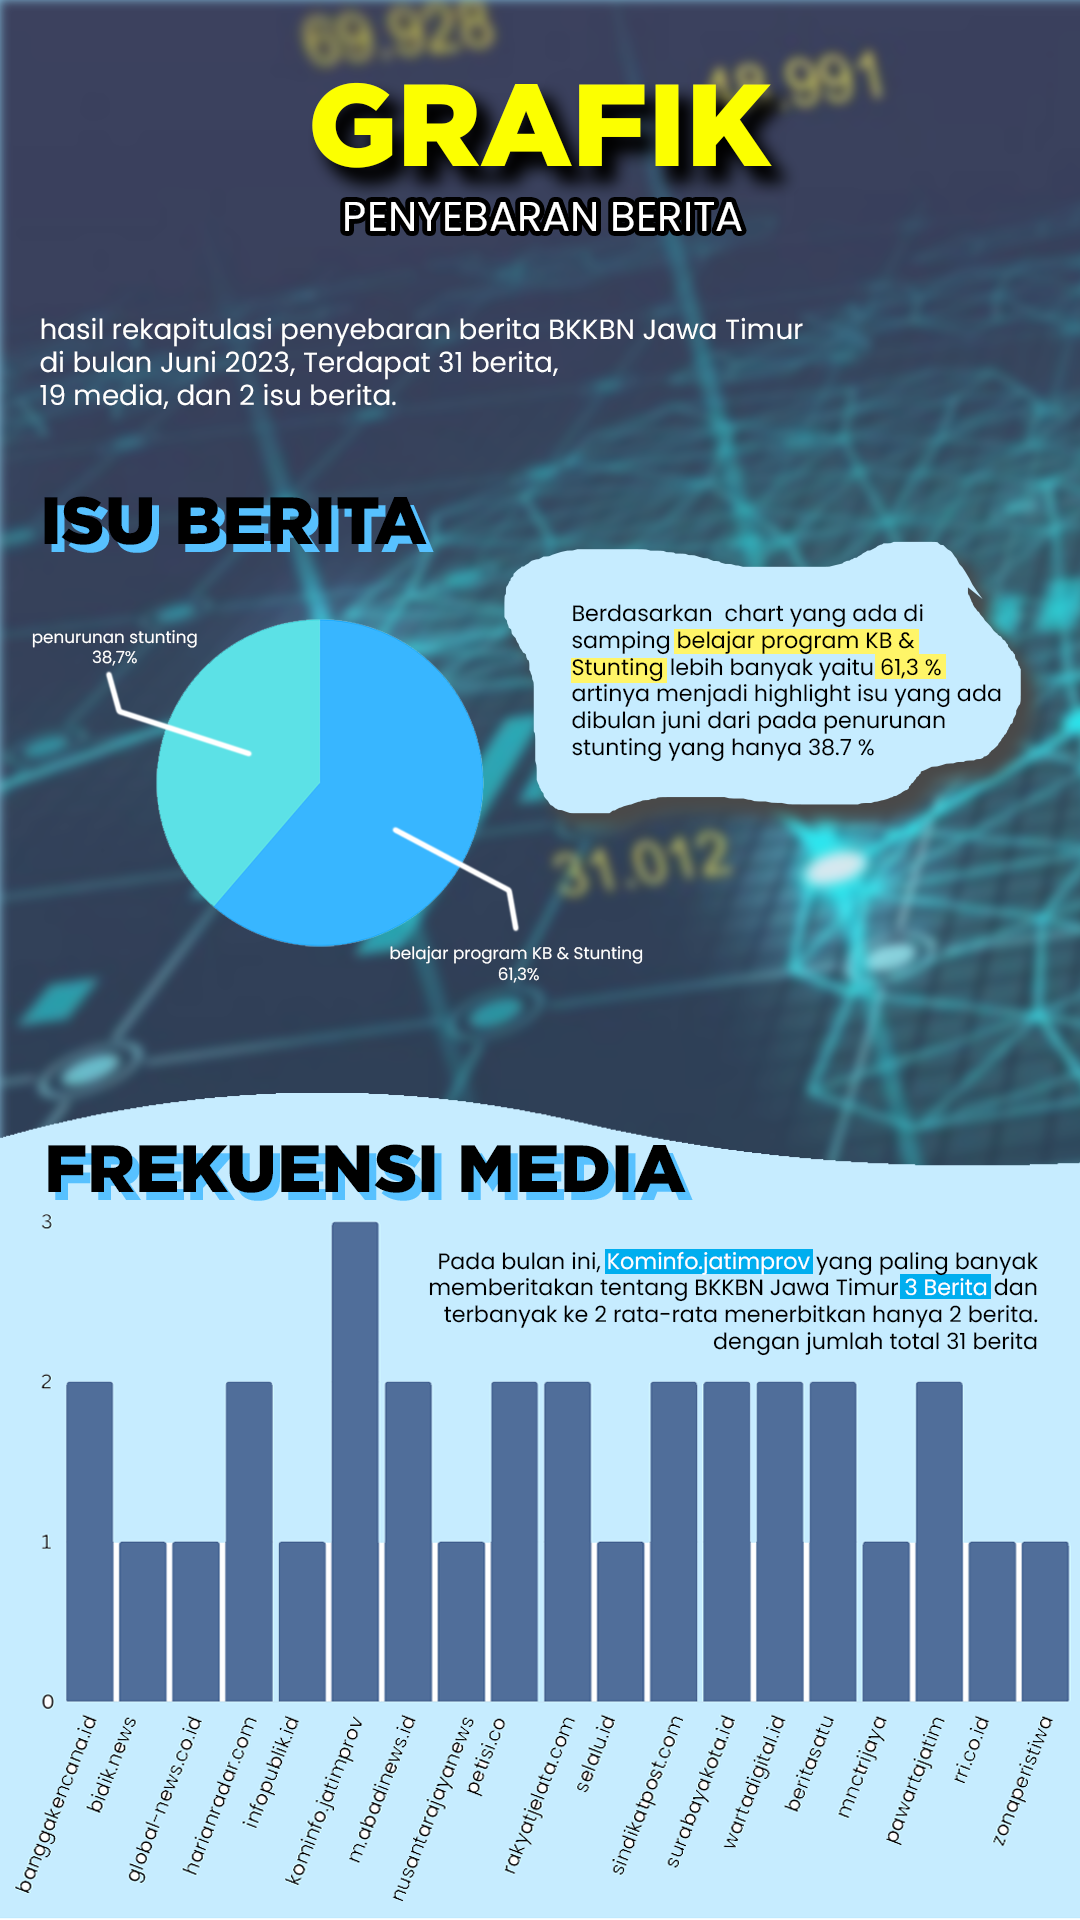 69.928
.991
GRAFIK
PENYEBARAN BERITA
hasil rekapitulasi penyebaran berita BKKBN Jawa Timur
di bulan Juni 2023, Terdapat 31 berita,
19 media, dan 2 isu berita.
ISU BERITA
penurunan stunting
38,7%
Berdasarkan  chart yang ada di
samping belajar program KB &
Stunting lebih banyak yaitu 61,3 %
artinya menjadi highlight isu yang ada
dibulan juni dari pada penurunan
stunting yang hanya 38.7 %
31.012
belajar program KB & Stunting
61,3%
FREKUENSI MEDIA
Pada bulan ini, Kominfo.jatimprov yang paling banyak
memberitakan tentang BKKBN Jawa Timur 3 Berita dan
terbanyak ke 2 rata-rata menerbitkan hanya 2 berita.
dengan jumlah total 31 berita
3
2
1
0
banggakencana.id
bidik.news
global-news.co.id
harianradar.com
infopublik.id
kominfo.jatimprov
m.abadinews.id
nusantarajayanews
petisi.co
rakyatjelata.com
selalu.id
sindikatpost.com
surabayakota.id
wartadigital.id
beritasatu
mnctrijaya
pawartajatim
rri.co.id
zonaperistiwa